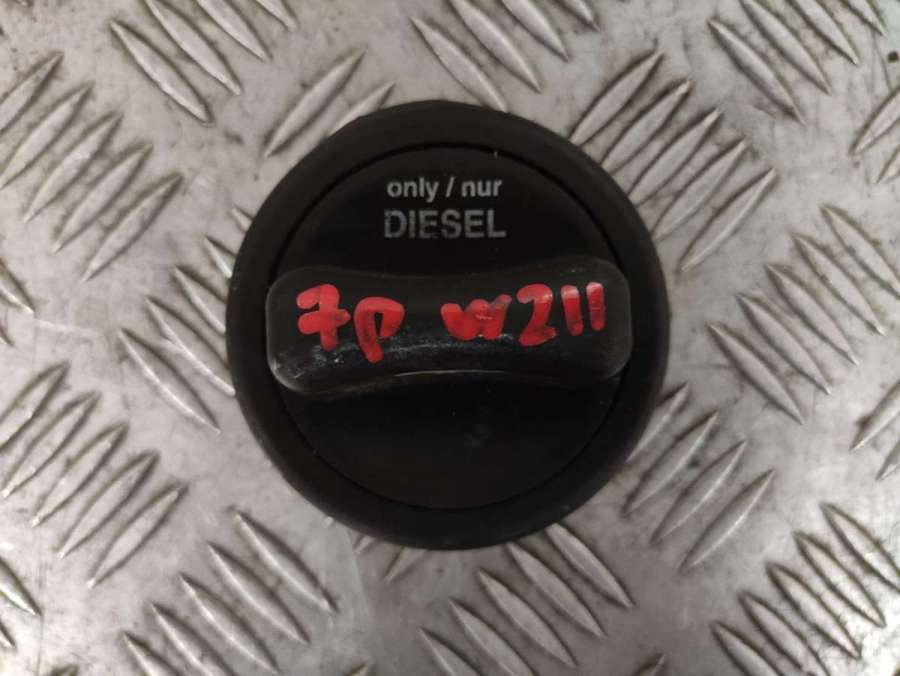 only / nur
DIESEL
7p w211